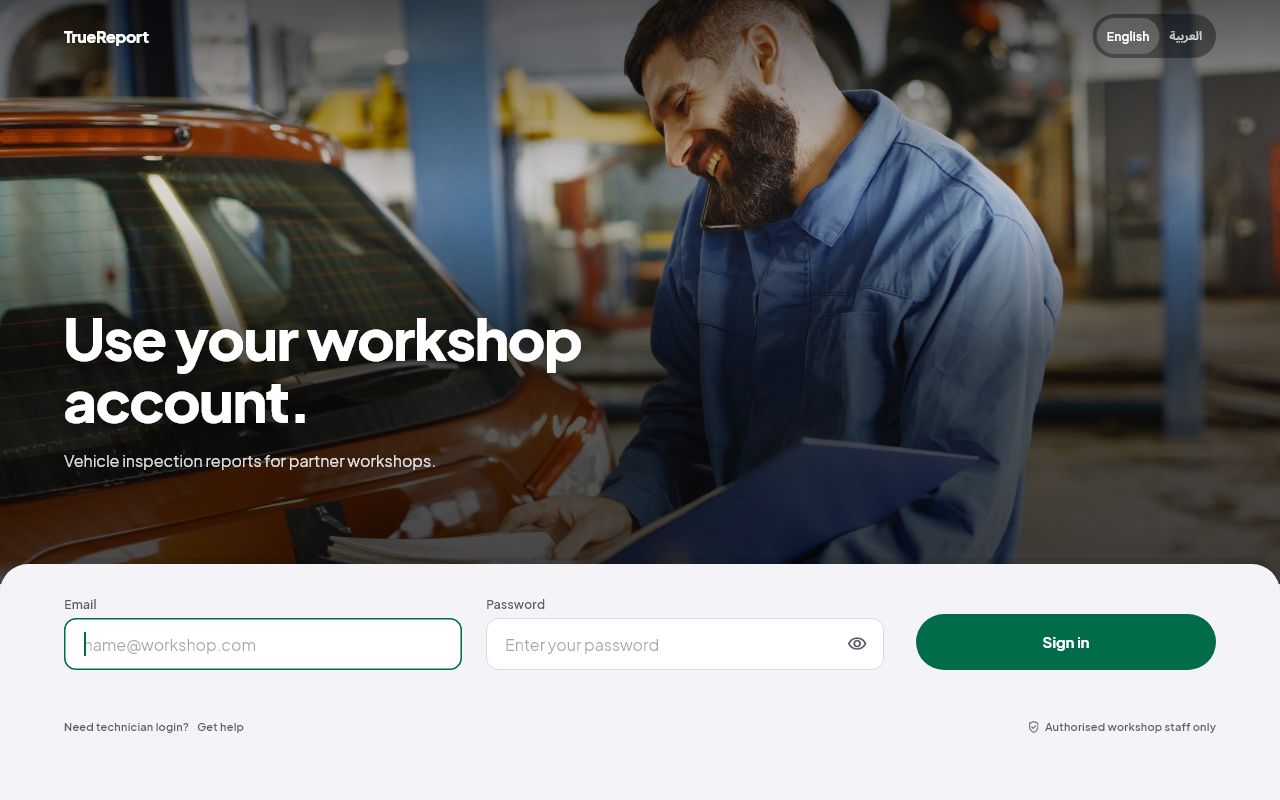 TrueReport
English العربية
Use your workshop
account.
Vehicle inspection reports for partner workshops.
Email
name@workshop.com
Password
Enter your password
Sign in
Need technician login? Get help
Authorised workshop staff only